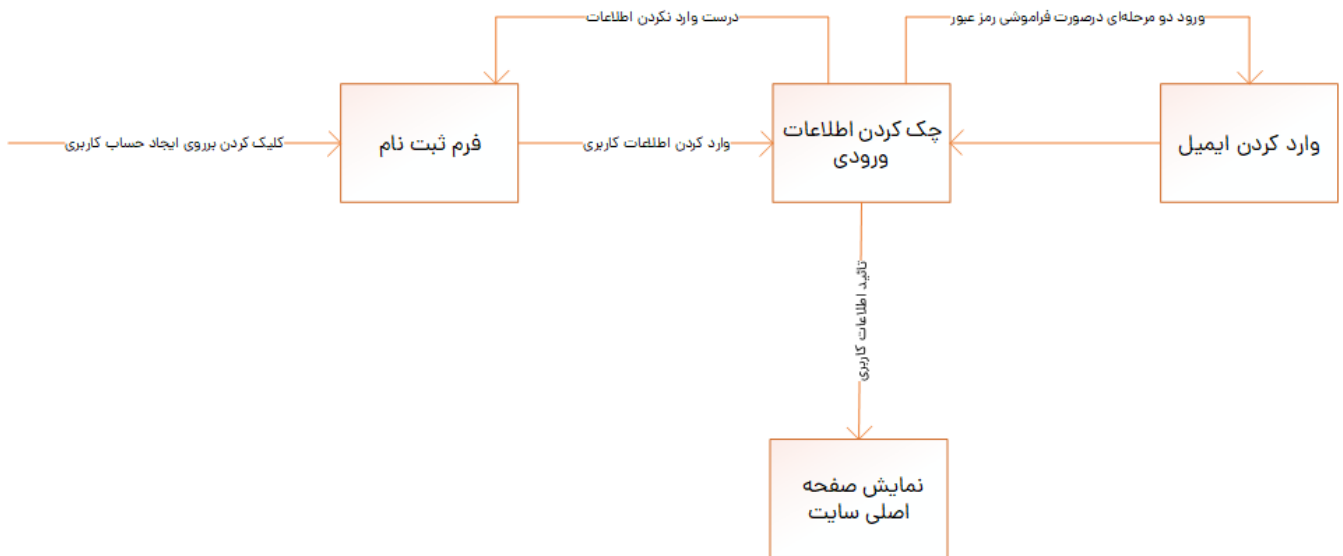 درست وارد نکردن اطلاعات
ورود دو مرحله‌ای درصورت فراموشی رمز عبور
کلیک کردن برروی ایجاد حساب کاربری
فرم ثبت نام
وارد کردن اطلاعات کاربری
چک کردن اطلاعات
ورودی
وارد کردن ایمیل
تائید اطلاعات کاربری
نمایش صفحه
اصلی سایت